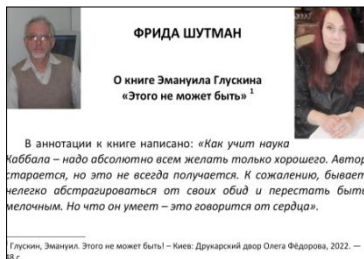 ФРИДА ШУТМАН
О книге Эмануила Глускина
«Этого не может быть» 1
В аннотации к книге написано: «Как учит наука
Каббала – надо абсолютно всем желать только хорошего. Автор
старается, но это не всегда получается. К сожалению, бывает
нелегко абстрагироваться от своих обид и перестать быть
мелочным. Но что он умеет – это говорится от сердца».
Глускин, Эмануил. Этого не может быть! – Киев: Друкарский двор Олега Фёдорова, 2022. —
48 с.